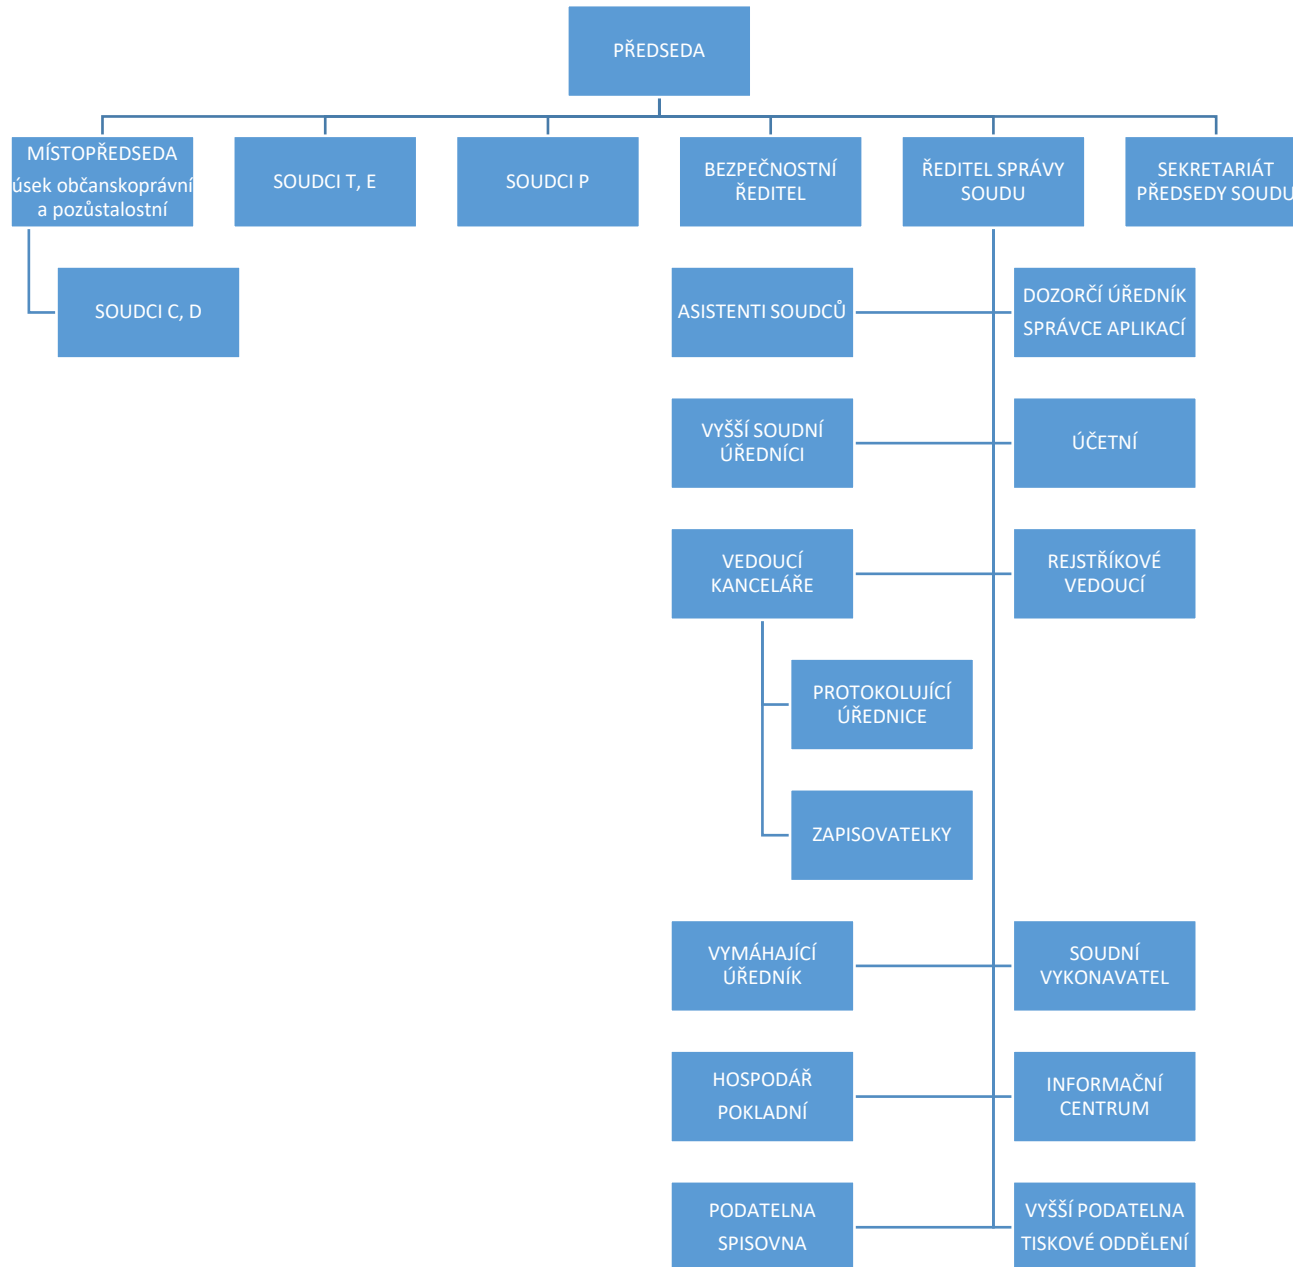 PŘEDSEDA
MÍSTOPŘEDSEDA
úsek občanskoprávní
a pozůstalostní
SOUDCI T, E
SOUDCI P
BEZPEČNOSTNÍ
ŘEDITEL
ŘEDITEL SPRÁVY
SOUDU
SEKRETARIÁT
PŘEDSEDY SOUDU
SOUDCI C, D
ASISTENTI SOUDCŮ
DOZORČÍ ÚŘEDNÍK
SPRÁVCE APLIKACÍ
VYŠŠÍ SOUDNÍ
ÚŘEDNÍCI
ÚČETNÍ
VEDOUCÍ
KANCELÁŘE
REJSTŘÍKOVÉ
VEDOUCÍ
PROTOKOLUJÍCÍ
ÚŘEDNICE
ZAPISOVATELKY
VYMÁHAJÍCÍ
ÚŘEDNÍK
SOUDNÍ
VYKONAVATEL
HOSPODÁŘ
POKLADNÍ
INFORMAČNÍ
CENTRUM
PODATELNA
SPISOVNA
VYŠŠÍ PODATELNA
TISKOVÉ ODDĚLENÍ